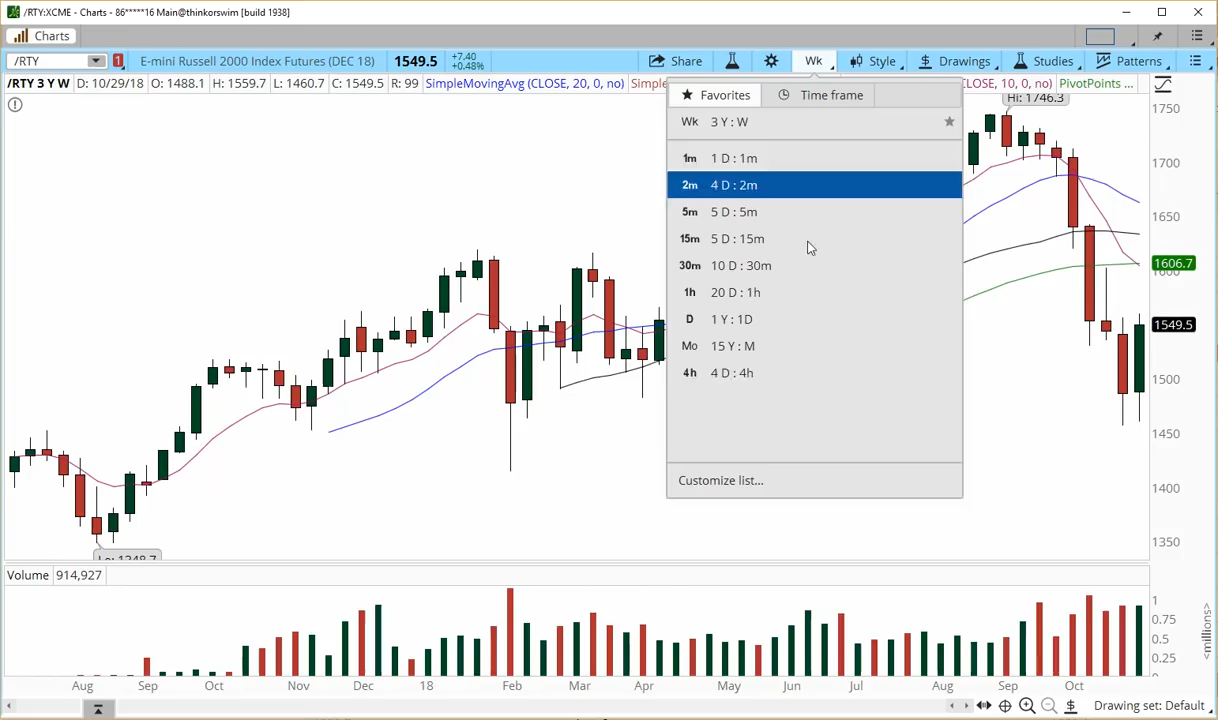 /RTY:XCME - Charts - 86*****16 Main@thinkorswim [build 1938]
Charts
/RTY 1 E-mini Russell 2000 Index Futures (DEC 18) 1549.5 +7.40 +0.48% Share Wk Style Drawings Studies Patterns
/RTY 3 Y W D: 10/29/18 O: 1488.1 H: 1559.7 L: 1460.7 C: 1549.5 R: 99 SimpleMovingAvg (CLOSE, 20, 0, no) Simple CLOSE, 10, 0, no) PivotPoints ...
Favorites Time frame
Hi: 1746.3
Wk 3 Y : W
1m 1 D : 1m
2m 4 D : 2m
5m 5 D : 5m
15m 5 D : 15m
30m 10 D : 30m
1h 20 D : 1h
D 1 Y : 1D
Mo 15 Y : M
4h 4 D : 4h
Customize list...
1750
1700
1650
1606.7
1600
1549.5
1500
1450
1400
1350
Lo: 1348.7
Volume 914,927
1
0.75
0.5
0.25
<millions>
Aug Sep Oct Nov Dec 18 Feb Mar Apr May Jun Jul Aug Sep Oct
Drawing set: Default